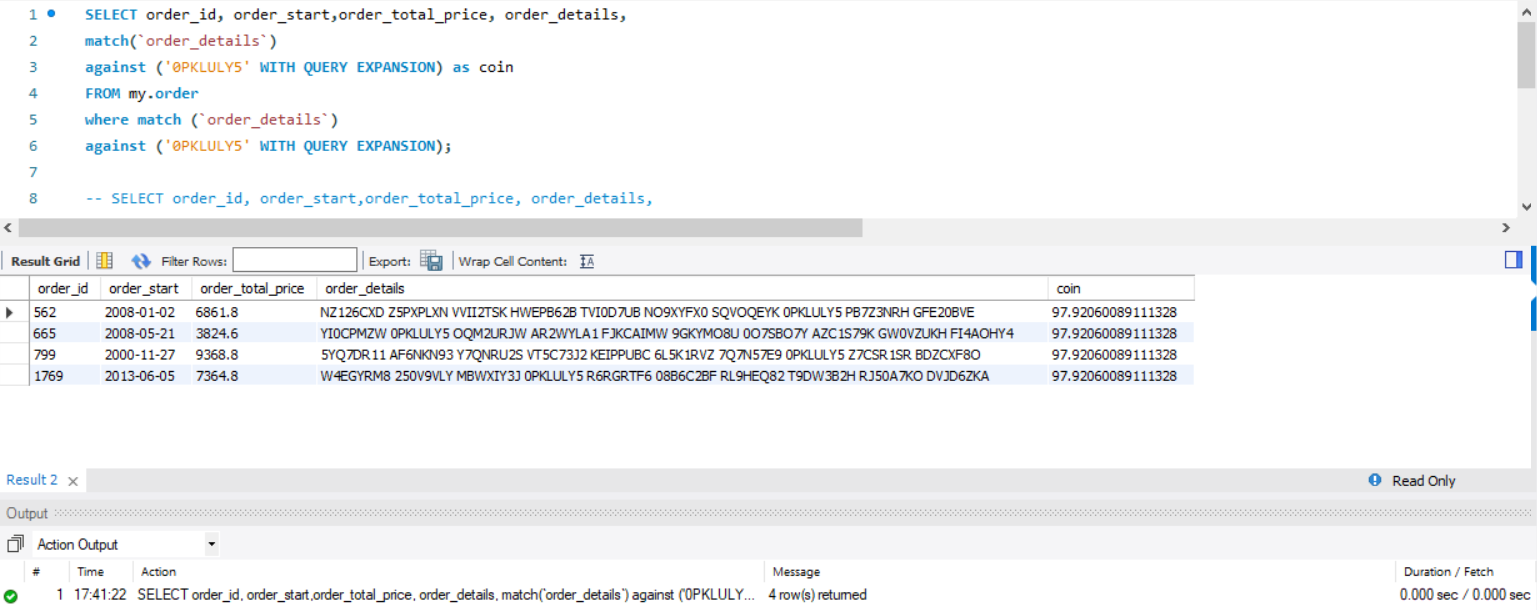 1 SELECT order_id, order_start,order_total_price, order_details,
2 match(`order_details`)
3 against ('0PKLULY5' WITH QUERY EXPANSION) as coin
4 FROM my.order
5 where match (`order_details`)
6 against ('0PKLULY5' WITH QUERY EXPANSION);
7
8 -- SELECT order_id, order_start,order_total_price, order_details,
Result Grid Filter Rows: Export: Wrap Cell Content:
order_id order_start order_total_price order_details coin
562 2008-01-02 6861.8 NZ126CXD Z5PXPLXN VVII2TSK HWEPB62B TVI0D7UB NO9XYFX0 SQVOQEYK 0PKLULY5 PB7Z3NRH GFE20BVE 97.92060089111328
665 2008-05-21 3824.6 YI0CPMZW 0PKLULY5 OQM2URJW AR2WYLA1 FJKCAIMW 9GKYMO8U 0O7SBO7Y AZC1S79K GW0VZUKH FI4AOHY4 97.92060089111328
799 2000-11-27 9368.8 5YQ7DR11 AF6NKN93 Y7QNRU2S VT5C73J2 KEIPPUBC 6L5K1RVZ 7Q7N57E9 0PKLULY5 Z7CSR1SR BDZCXF8O 97.92060089111328
1769 2013-06-05 7364.8 W4EGYRM8 250V9VLY MBWXIY3J 0PKLULY5 R6RGRTF6 08B6C2BF RL9HEQ82 T9DW3B2H RJ50A7KO DVJD6ZKA 97.92060089111328
Result 2 Read Only
Output
Action Output
# Time Action Message Duration / Fetch
1 17:41:22 SELECT order_id, order_start,order_total_price, order_details, match(`order_details`) against ('0PKLULY... 4 row(s) returned 0.000 sec / 0.000 sec